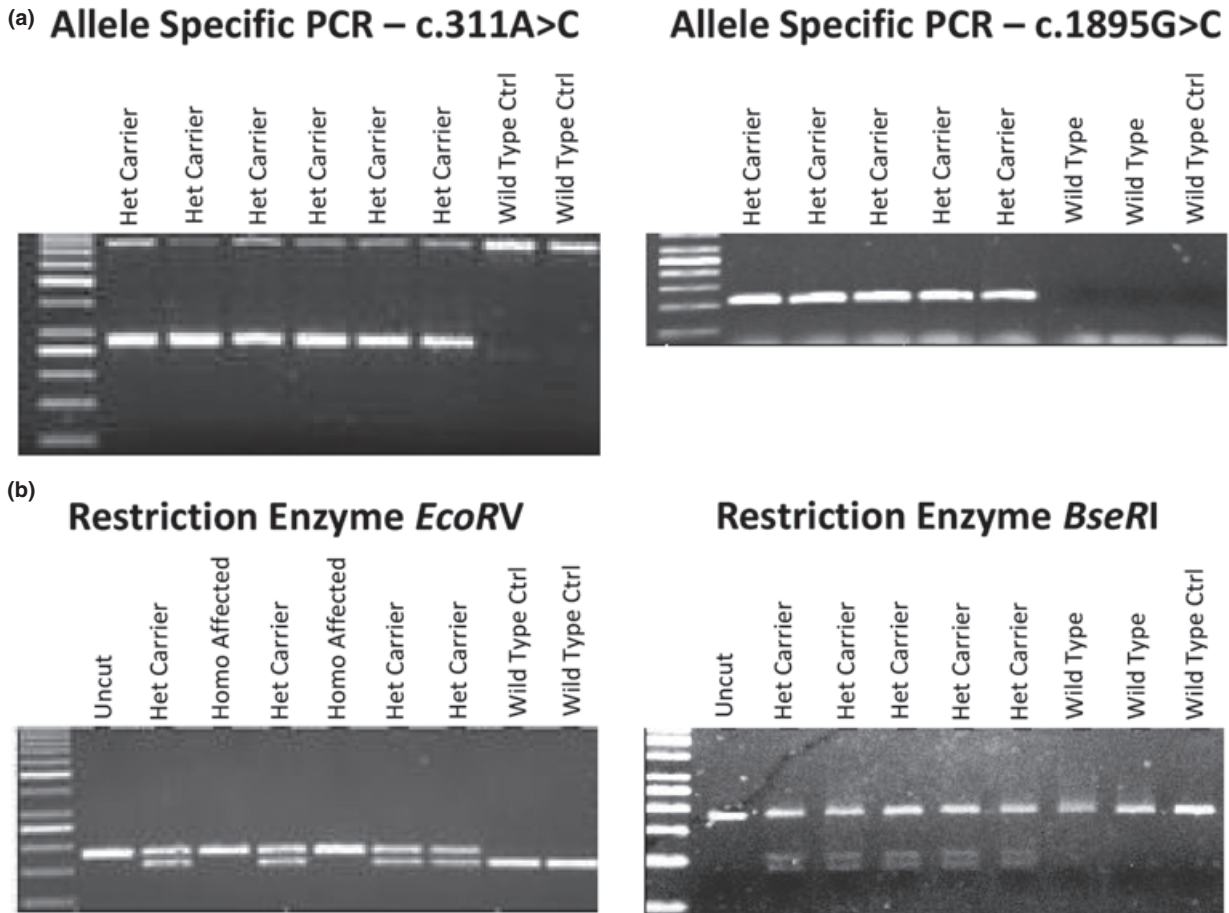 (a) Allele Specific PCR – c.311A>C
Het Carrier
Het Carrier
Het Carrier
Het Carrier
Het Carrier
Het Carrier
Wild Type Ctrl
Wild Type Ctrl
Allele Specific PCR – c.1895G>C
Het Carrier
Het Carrier
Het Carrier
Het Carrier
Het Carrier
Wild Type
Wild Type
Wild Type Ctrl
(b)
Restriction Enzyme EcoRV
Uncut
Het Carrier
Homo Affected
Het Carrier
Homo Affected
Het Carrier
Het Carrier
Wild Type Ctrl
Wild Type Ctrl
Restriction Enzyme BseRI
Uncut
Het Carrier
Het Carrier
Het Carrier
Het Carrier
Het Carrier
Wild Type
Wild Type
Wild Type Ctrl